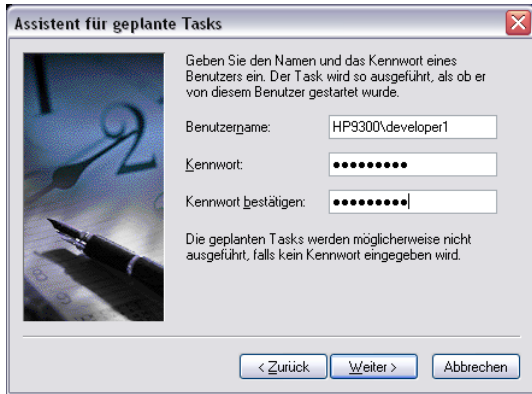 Assistent für geplante Tasks
Geben Sie den Namen und das Kennwort eines
Benutzers ein. Der Task wird so ausgeführt, als ob er
von diesem Benutzer gestartet wurde.
Benutzername: HP9300\developer1
Kennwort: ●●●●●●●●●
Kennwort bestätigen: ●●●●●●●●●
Die geplanten Tasks werden möglicherweise nicht
ausgeführt, falls kein Kennwort eingegeben wird.
< Zurück Weiter > Abbrechen